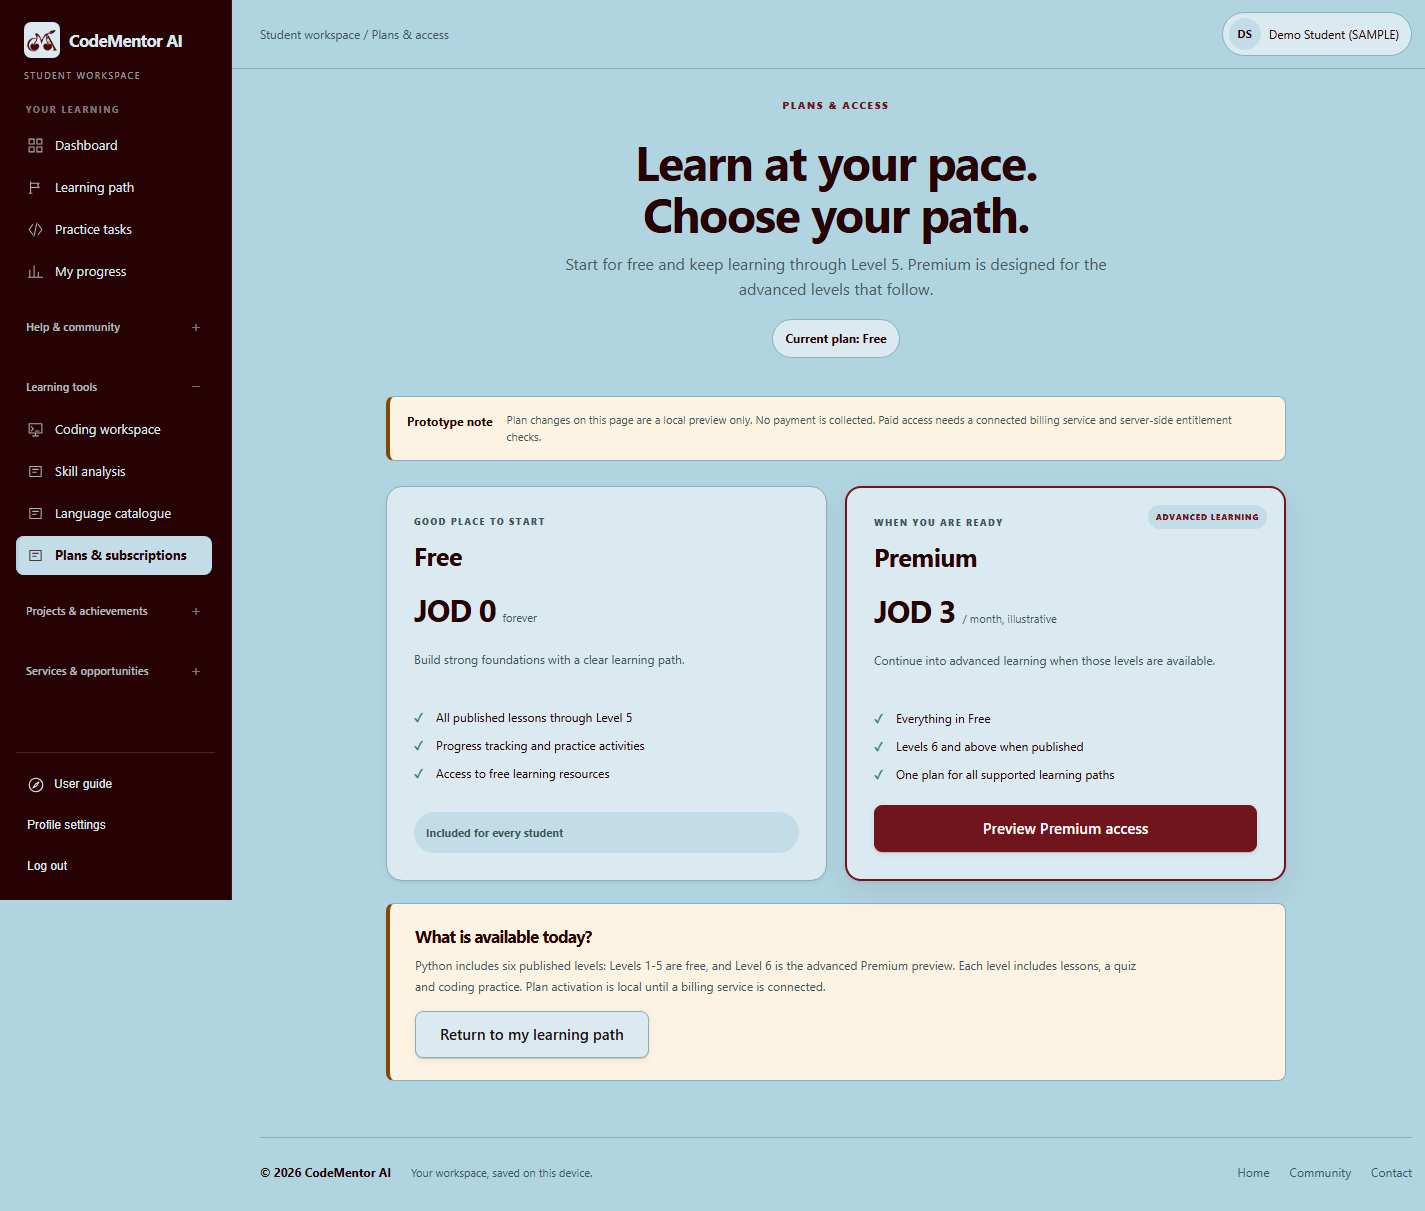 CodeMentor AI
STUDENT WORKSPACE
YOUR LEARNING
Dashboard
Learning path
Practice tasks
My progress
Help & community
Learning tools
Coding workspace
Skill analysis
Language catalogue
Plans & subscriptions
Projects & achievements
Services & opportunities
User guide
Profile settings
Log out
Student workspace / Plans & access
DS Demo Student (SAMPLE)
PLANS & ACCESS
Learn at your pace.
Choose your path.
Start for free and keep learning through Level 5. Premium is designed for the
advanced levels that follow.
Current plan: Free
Prototype note Plan changes on this page are a local preview only. No payment is collected. Paid access needs a connected billing service and server-side entitlement
checks.
GOOD PLACE TO START
Free
JOD 0 forever
Build strong foundations with a clear learning path.
✓ All published lessons through Level 5
✓ Progress tracking and practice activities
✓ Access to free learning resources
Included for every student
ADVANCED LEARNING
WHEN YOU ARE READY
Premium
JOD 3 / month, illustrative
Continue into advanced learning when those levels are available.
✓ Everything in Free
✓ Levels 6 and above when published
✓ One plan for all supported learning paths
Preview Premium access
What is available today?
Python includes six published levels: Levels 1-5 are free, and Level 6 is the advanced Premium preview. Each level includes lessons, a quiz
and coding practice. Plan activation is local until a billing service is connected.
Return to my learning path
© 2026 CodeMentor AI Your workspace, saved on this device.
Home Community Contact